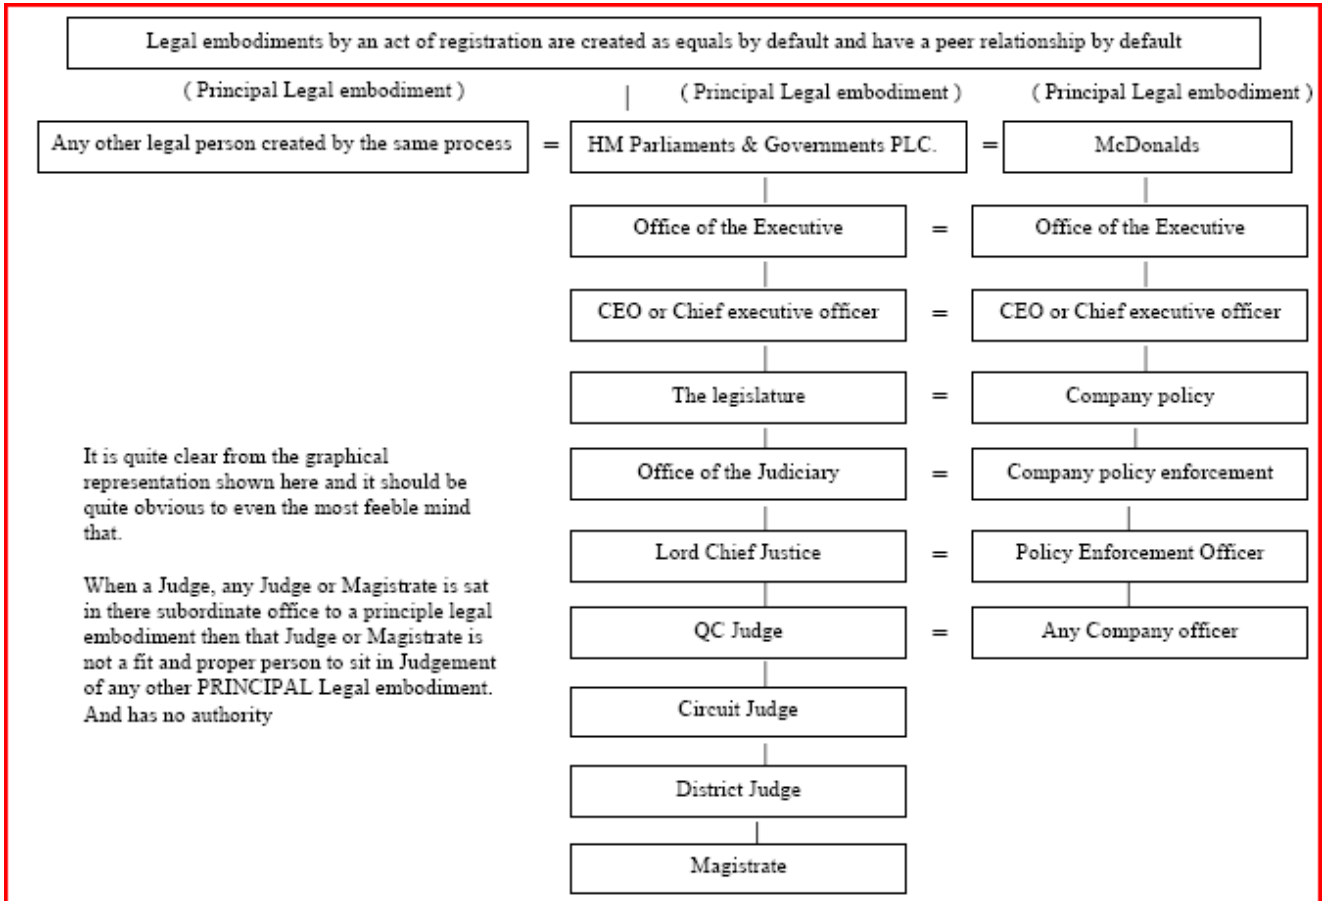 Legal embodiments by an act of registration are created as equals by default and have a peer relationship by default
( Principal Legal embodiment ) | ( Principal Legal embodiment ) ( Principal Legal embodiment )
Any other legal person created by the same process = HM Parliaments & Governments PLC. = McDonalds
Office of the Executive = Office of the Executive
CEO or Chief executive officer = CEO or Chief executive officer
The legislature = Company policy
Office of the Judiciary = Company policy enforcement
Lord Chief Justice = Policy Enforcement Officer
QC Judge = Any Company officer
Circuit Judge
District Judge
Magistrate
It is quite clear from the graphical
representation shown here and it should be
quite obvious to even the most feeble mind
that.
When a Judge, any Judge or Magistrate is sat
in there subordinate office to a principle legal
embodiment then that Judge or Magistrate is
not a fit and proper person to sit in Judgement
of any other PRINCIPAL Legal embodiment.
And has no authority